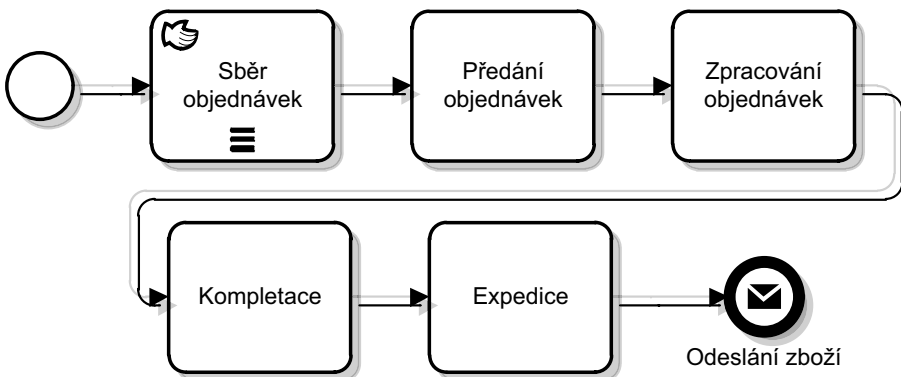 Sběr
objednávek
Předání
objednávek
Zpracování
objednávek
Kompletace
Expedice
Odeslání zboží